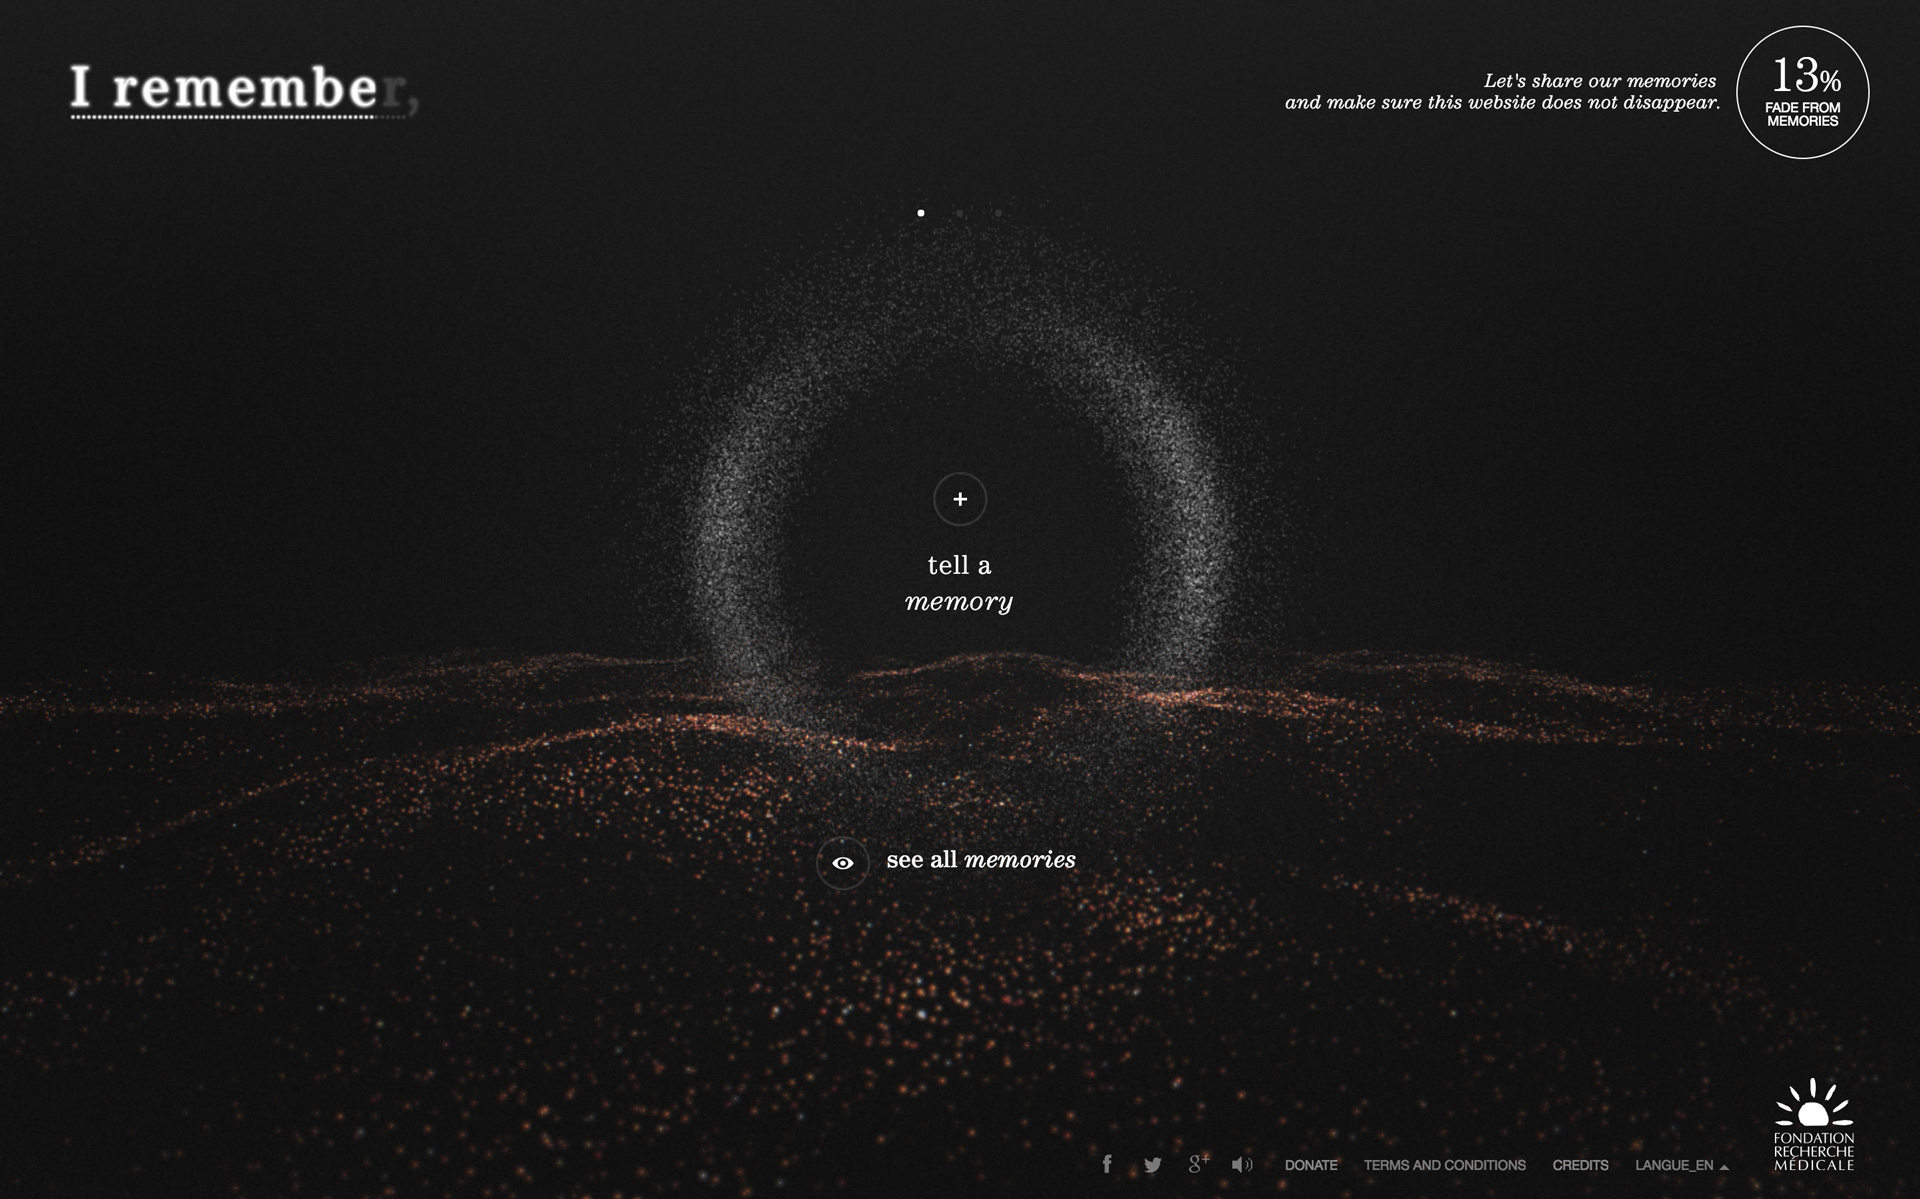 I remember,
Let's share our memories
and make sure this website does not disappear.
13%
FADE FROM
MEMORIES
tell a
memory
see all memories
g+
DONATE
TERMS AND CONDITIONS
CREDITS
LANGUE_EN
FONDATION
RECHERCHE
MÉDICALE